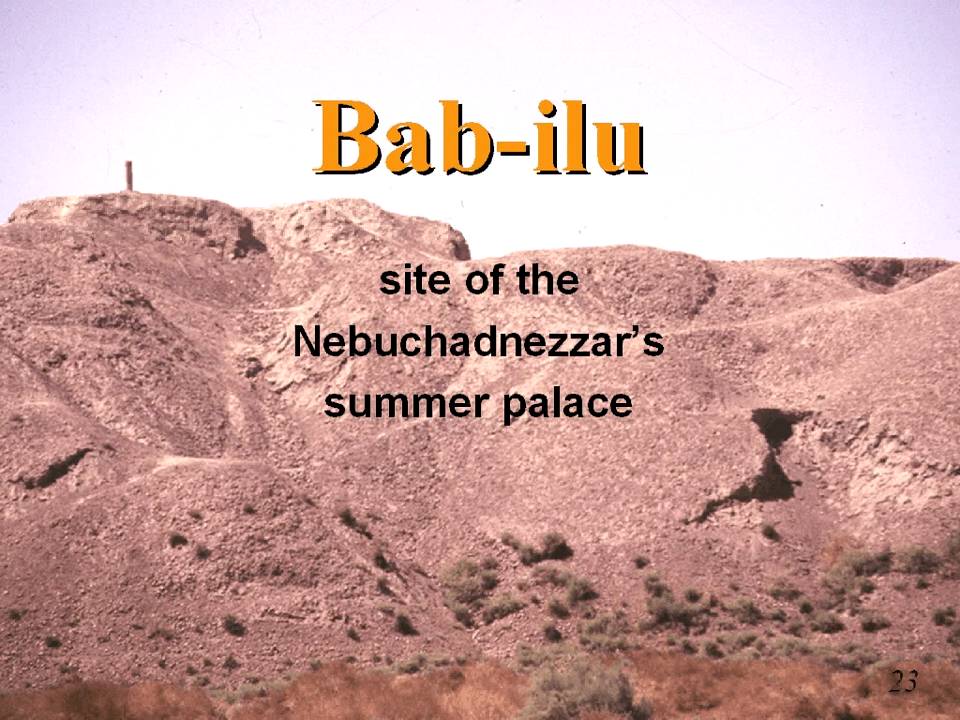 Bab-ilu
site of the
Nebuchadnezzar’s
summer palace
23